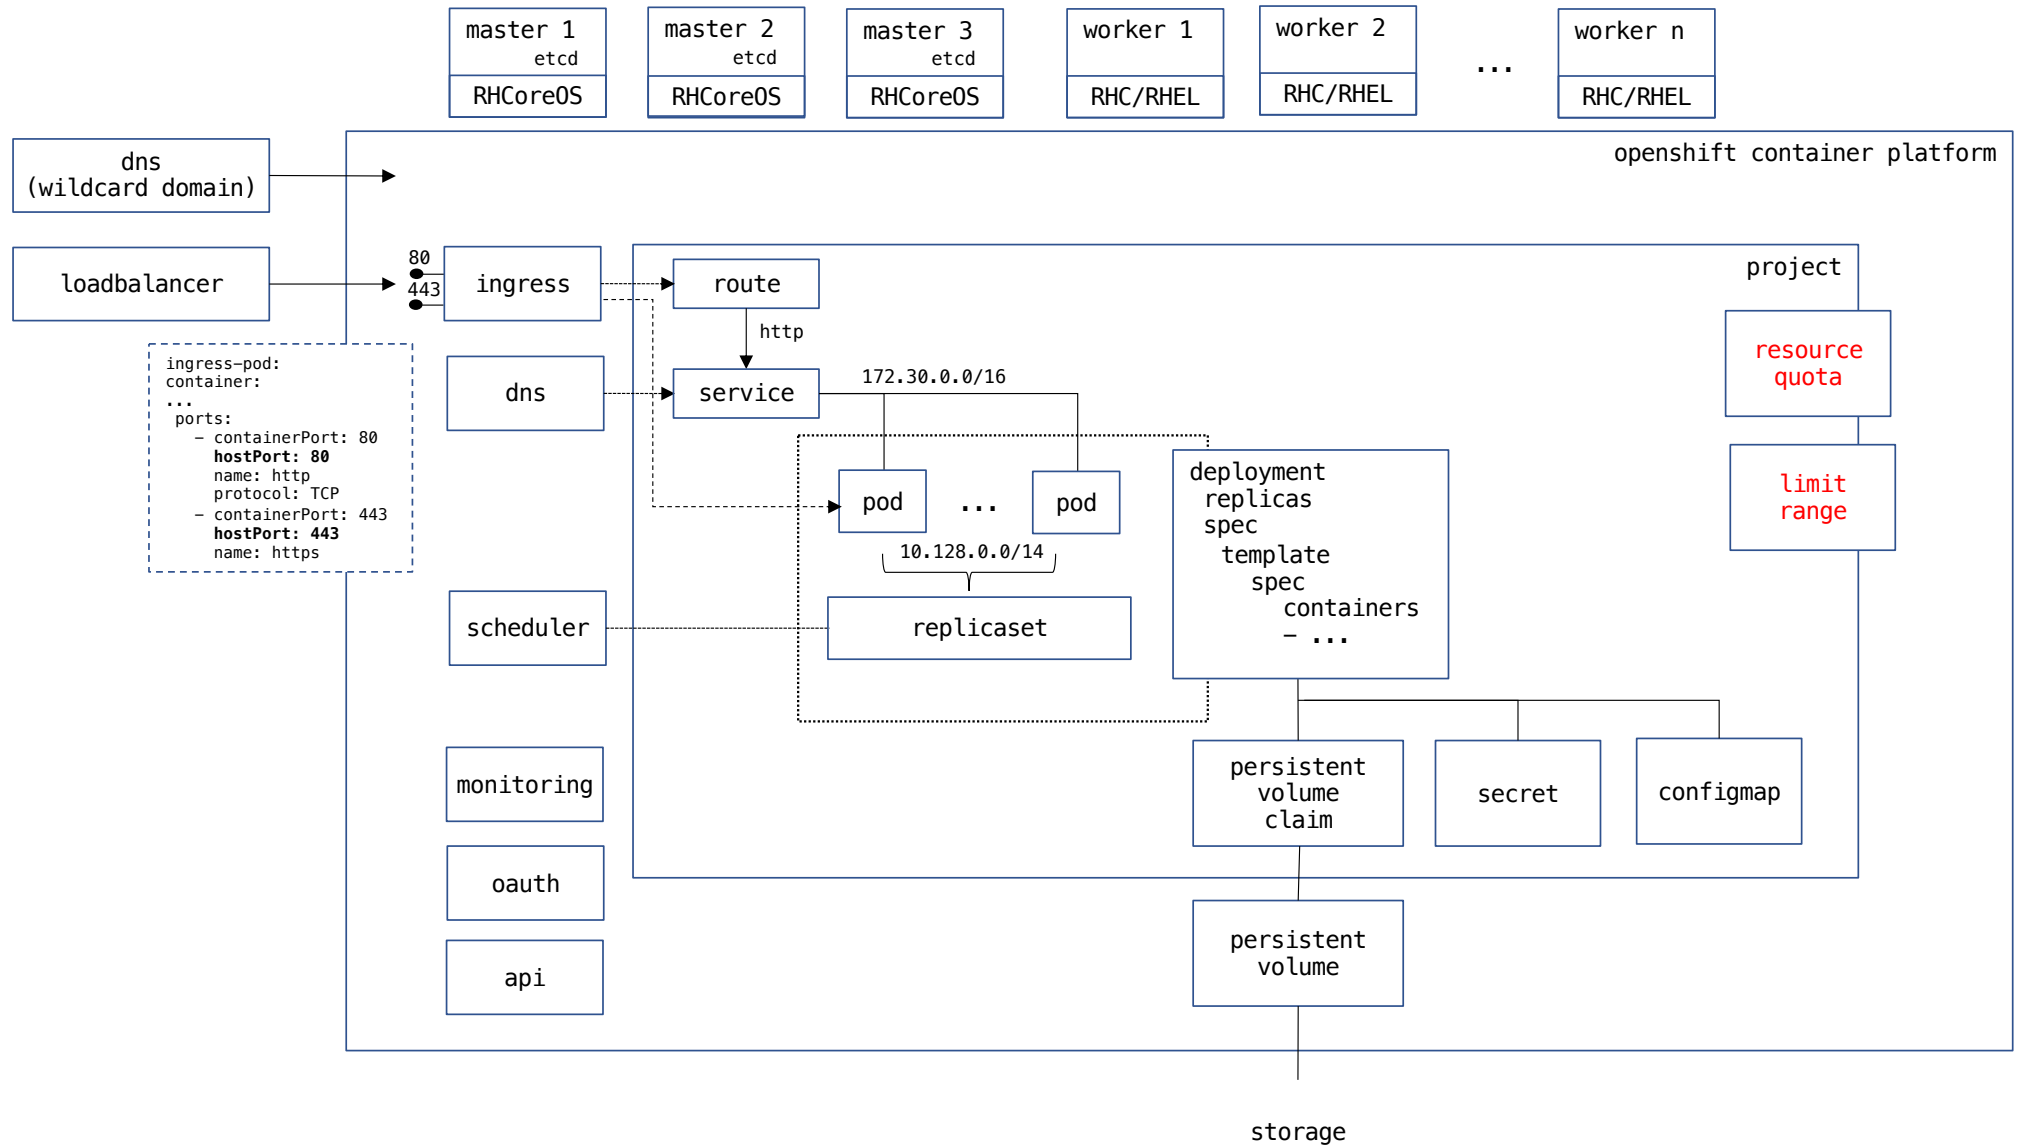 master 1
etcd
RHCoreOS
master 2
etcd
RHCoreOS
master 3
etcd
RHCoreOS
worker 1
RHC/RHEL
worker 2
RHC/RHEL
...
worker n
RHC/RHEL
openshift container platform
dns
(wildcard domain)
loadbalancer
80
443
ingress
route
project
http
resource
quota
ingress-pod:
container:
...
ports:
- containerPort: 80
hostPort: 80
name: http
protocol: TCP
- containerPort: 443
hostPort: 443
name: https
dns
service
172.30.0.0/16
limit
range
pod
...
pod
10.128.0.0/14
deployment
replicas
spec
template
spec
containers
- ...
scheduler
replicaset
monitoring
persistent
volume
claim
secret
configmap
oauth
persistent
volume
api
storage